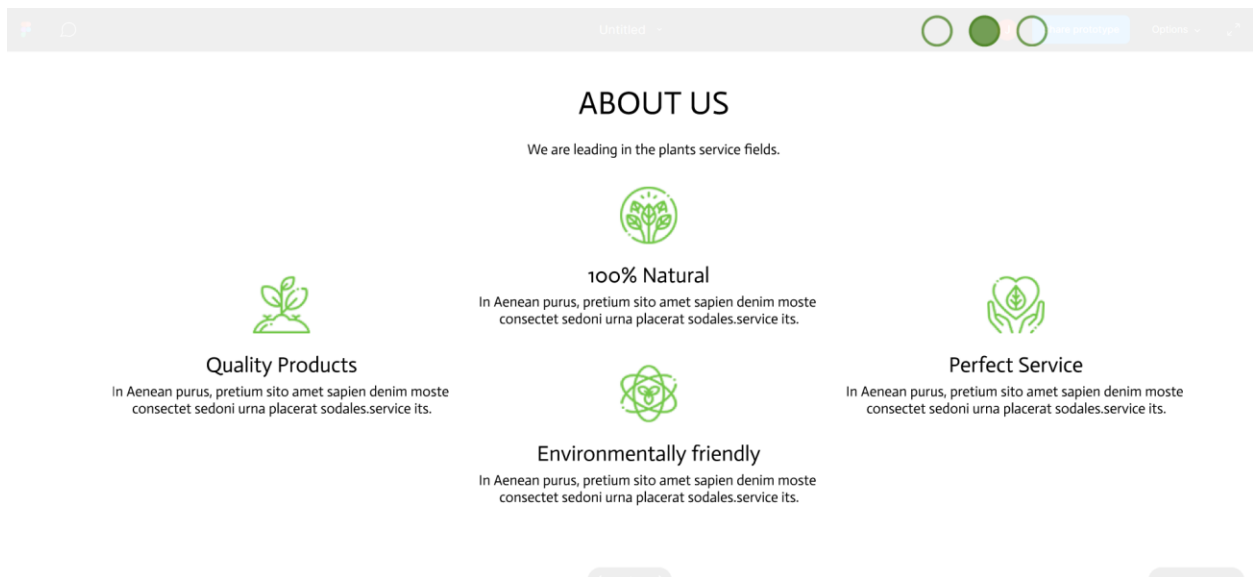 Untitled
Share prototype
Options
ABOUT US
We are leading in the plants service fields.
100% Natural
In Aenean purus, pretium sito amet sapien denim moste
consectet sedoni urna placerat sodales.service its.
Quality Products
In Aenean purus, pretium sito amet sapien denim moste
consectet sedoni urna placerat sodales.service its.
Perfect Service
In Aenean purus, pretium sito amet sapien denim moste
consectet sedoni urna placerat sodales.service its.
Environmentally friendly
In Aenean purus, pretium sito amet sapien denim moste
consectet sedoni urna placerat sodales.service its.